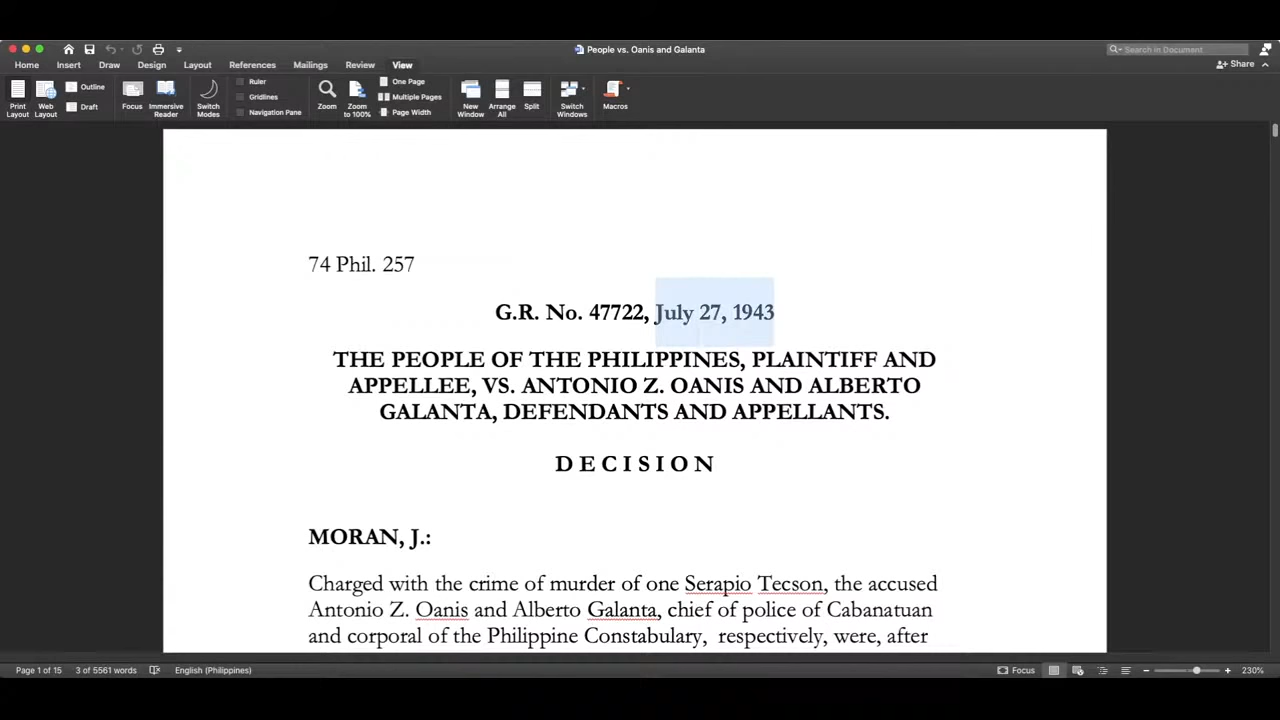 People vs. Oanis and Galanta
Search in Document
Home Insert Draw Design Layout References Mailings Review View
Share
Print Layout
Web Layout
Outline
Draft
Focus
Immersive Reader
Switch Modes
Ruler
Gridlines
Navigation Pane
Zoom
Zoom to 100%
One Page
Multiple Pages
Page Width
New Window
Arrange All
Split
Switch Windows
Macros
74 Phil. 257
G.R. No. 47722, July 27, 1943
THE PEOPLE OF THE PHILIPPINES, PLAINTIFF AND
APPELLEE, VS. ANTONIO Z. OANIS AND ALBERTO
GALANTA, DEFENDANTS AND APPELLANTS.
D E C I S I O N
MORAN, J.:
Charged with the crime of murder of one Serapio Tecson, the accused
Antonio Z. Oanis and Alberto Galanta, chief of police of Cabanatuan
and corporal of the Philippine Constabulary, respectively, were, after
Page 1 of 15 3 of 5561 words English (Philippines) Focus 230%